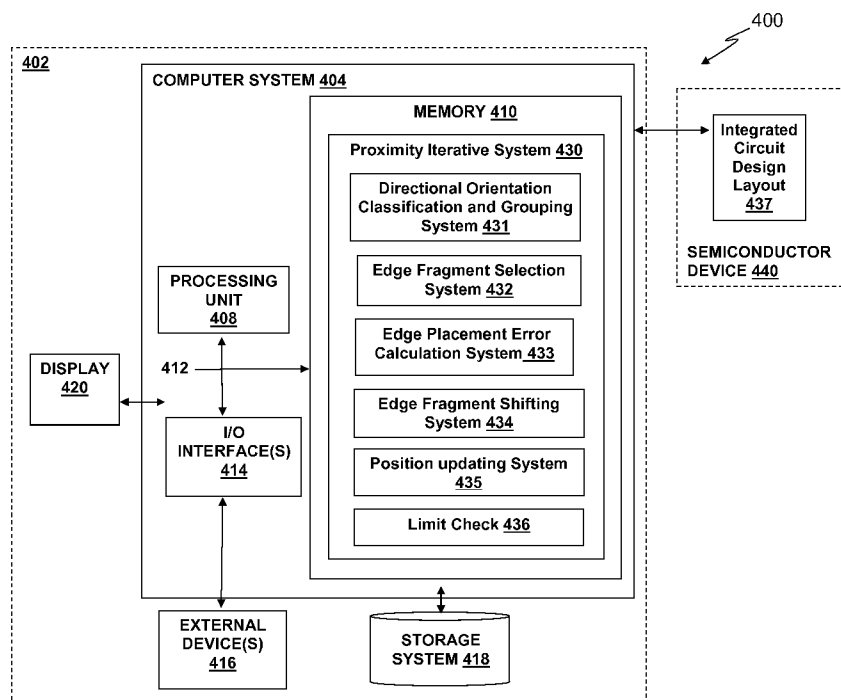 400
402
COMPUTER SYSTEM 404
MEMORY 410
Proximity Iterative System 430
Directional Orientation
Classification and Grouping
System 431
Edge Fragment Selection
System 432
Edge Placement Error
Calculation System 433
Edge Fragment Shifting
System 434
Position updating System
435
Limit Check 436
PROCESSING
UNIT
408
412
I/O
INTERFACE(S)
414
DISPLAY
420
EXTERNAL
DEVICE(S)
416
STORAGE
SYSTEM 418
Integrated
Circuit
Design
Layout
437
SEMICONDUCTOR
DEVICE 440